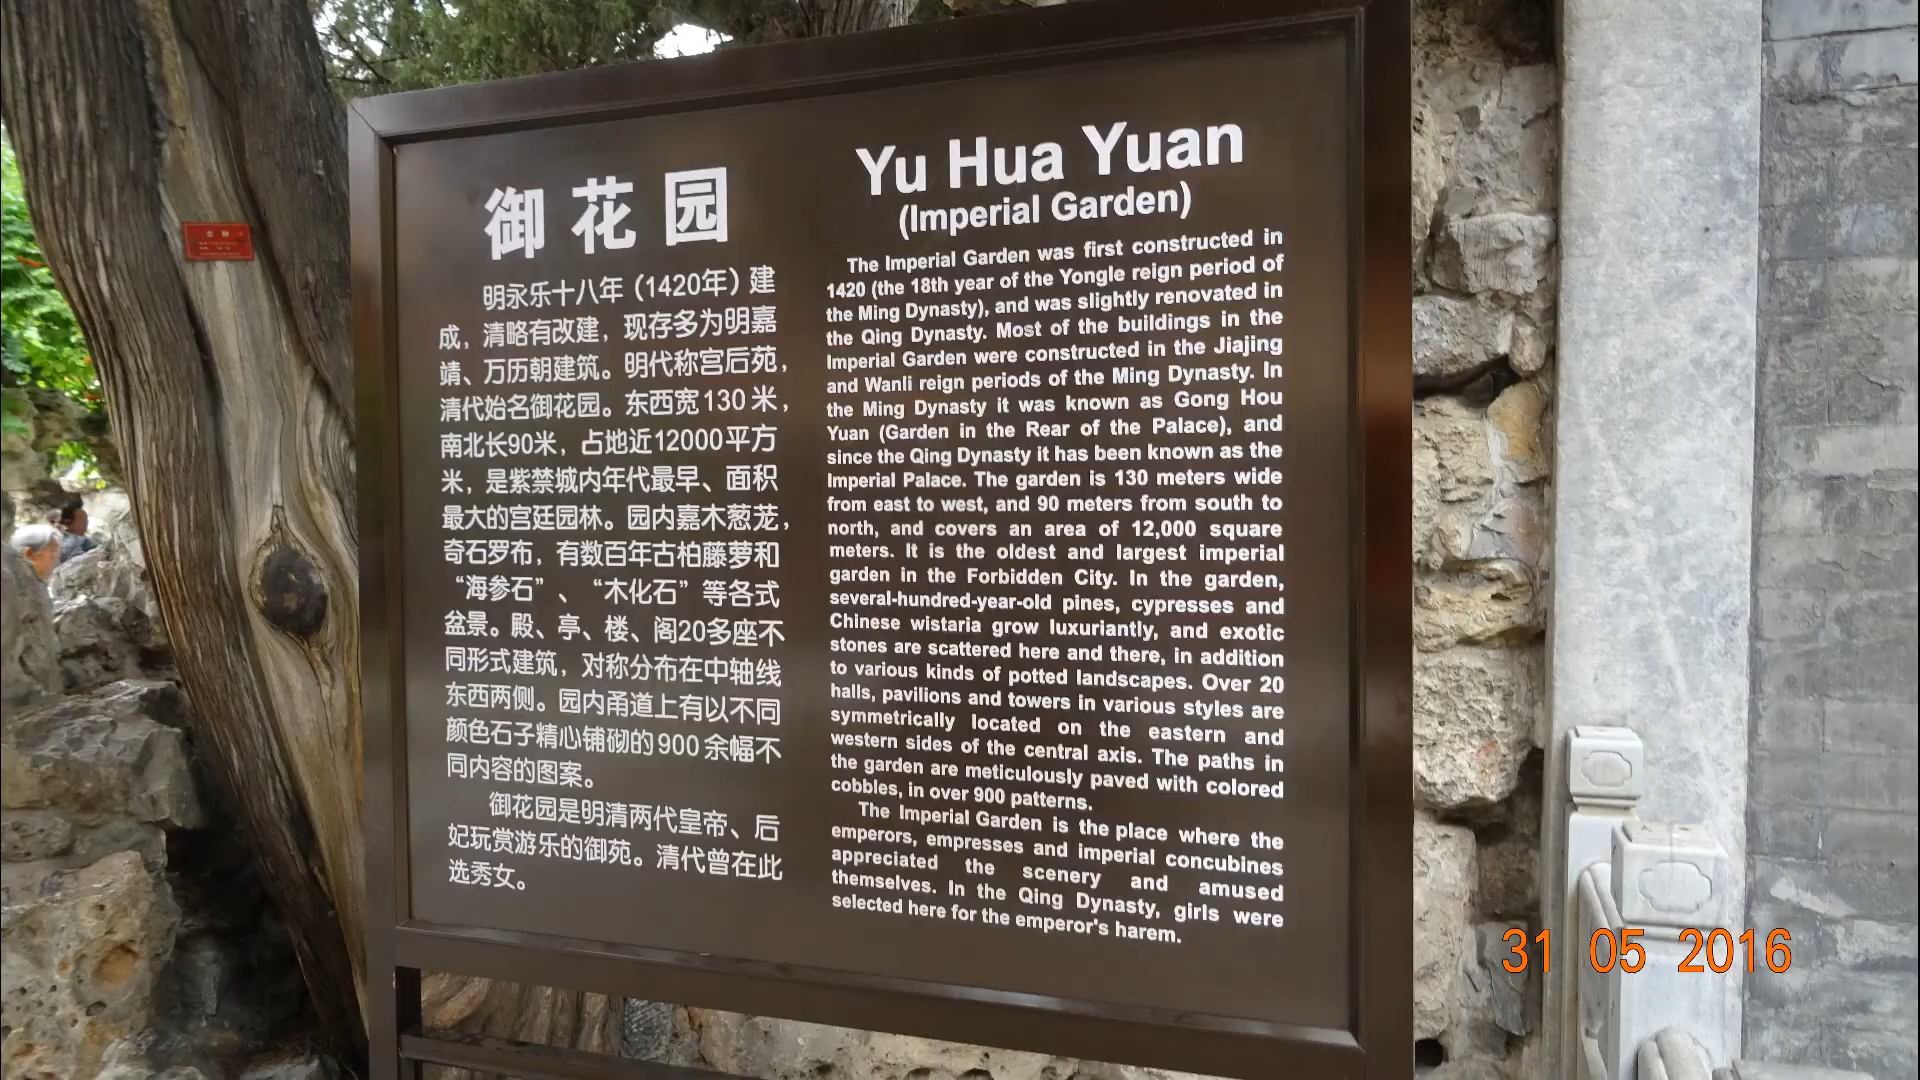 御花园
明永乐十八年（1420年）建
成，清略有改建，现存多为明嘉
靖、万历朝建筑。明代称宫后苑，
清代始名御花园。东西宽130米，
南北长90米，占地近12000平方
米，是紫禁城内年代最早、面积
最大的宫廷园林。园内嘉木葱茏，
奇石罗布，有数百年古柏藤萝和
“海参石”、“木化石”等各式
盆景。殿、亭、楼、阁20多座不
同形式建筑，对称分布在中轴线
东西两侧。园内甬道上有以不同
颜色石子精心铺砌的900余幅不
同内容的图案。
御花园是明清两代皇帝、后
妃玩赏游乐的御苑。清代曾在此
选秀女。
Yu Hua Yuan
(Imperial Garden)
The Imperial Garden was first constructed in
1420 (the 18th year of the Yongle reign period of
the Ming Dynasty), and was slightly renovated in
the Qing Dynasty. Most of the buildings in the
Imperial Garden were constructed in the Jiajing
and Wanli reign periods of the Ming Dynasty. In
the Ming Dynasty it was known as Gong Hou
Yuan (Garden in the Rear of the Palace), and
since the Qing Dynasty it has been known as the
Imperial Palace. The garden is 130 meters wide
from east to west, and 90 meters from south to
north, and covers an area of 12,000 square
meters. It is the oldest and largest imperial
garden in the Forbidden City. In the garden,
several-hundred-year-old pines, cypresses and
Chinese wistaria grow luxuriantly, and exotic
stones are scattered here and there, in addition
to various kinds of potted landscapes. Over 20
halls, pavilions and towers in various styles are
symmetrically located on the eastern and
western sides of the central axis. The paths in
the garden are meticulously paved with colored
cobbles, in over 900 patterns.
The Imperial Garden is the place where the
emperors, empresses and imperial concubines
appreciated the scenery and amused
themselves. In the Qing Dynasty, girls were
selected here for the emperor's harem.
31 05 2016